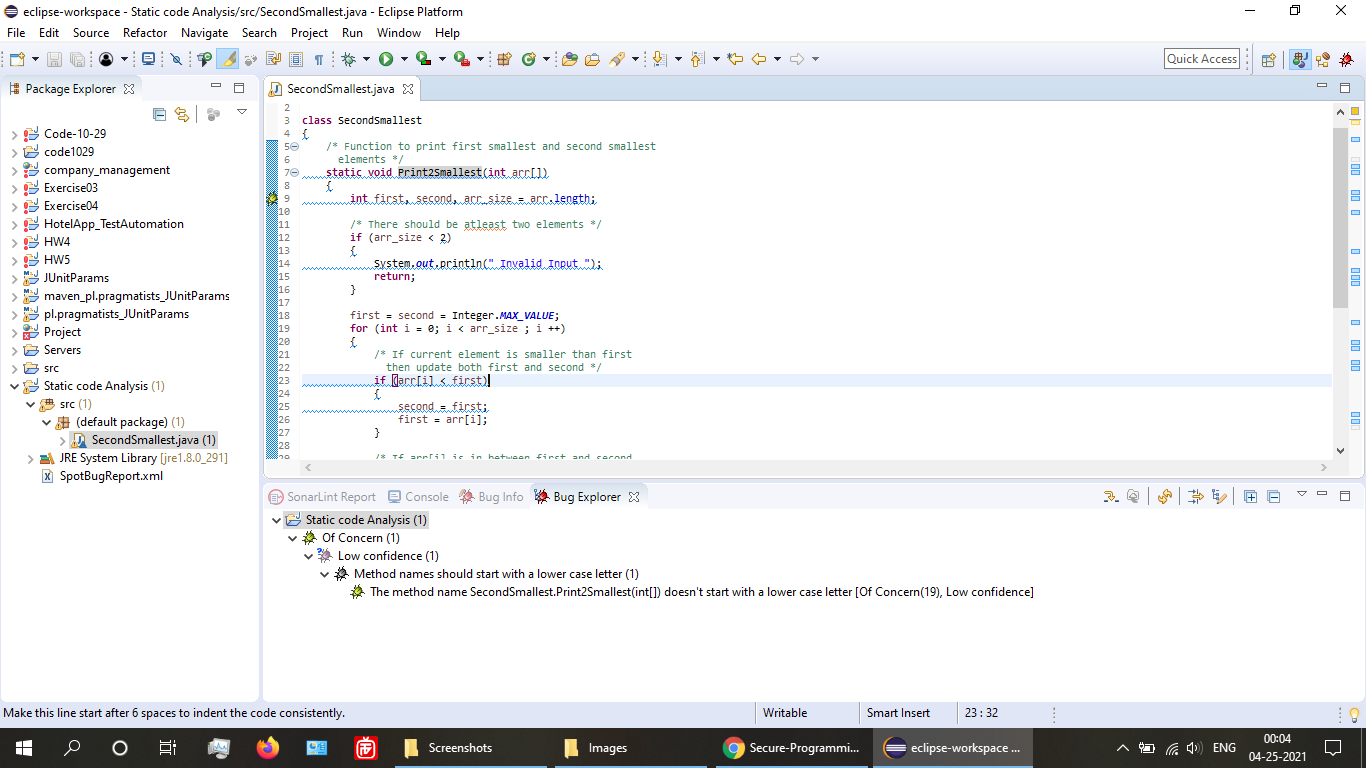 eclipse-workspace - Static code Analysis/src/SecondSmallest.java - Eclipse Platform
File Edit Source Refactor Navigate Search Project Run Window Help
Quick Access
Package Explorer
Code-10-29
code1029
company_management
Exercise03
Exercise04
HotelApp_TestAutomation
HW4
HW5
JUnitParams
maven_pl.pragmatists_JUnitParams
pl.pragmatists_JUnitParams
Project
Servers
src
Static code Analysis (1)
src (1)
(default package) (1)
SecondSmallest.java (1)
JRE System Library [jre1.8.0_291]
SpotBugReport.xml
SecondSmallest.java
2
3 class SecondSmallest
4 {
5 /* Function to print first smallest and second smallest
6 elements */
7 static void Print2Smallest(int arr[])
8 {
9 int first, second, arr_size = arr.length;
10
11 /* There should be atleast two elements */
12 if (arr_size < 2)
13 {
14 System.out.println(" Invalid Input ");
15 return;
16 }
17
18 first = second = Integer.MAX_VALUE;
19 for (int i = 0; i < arr_size ; i ++)
20 {
21 /* If current element is smaller than first
22 then update both first and second */
23 if (arr[i] < first)
24 {
25 second = first;
26 first = arr[i];
27 }
28
29 /* If arr[i] is in between first and second
SonarLint Report Console Bug Info Bug Explorer
Static code Analysis (1)
Of Concern (1)
Low confidence (1)
Method names should start with a lower case letter (1)
The method name SecondSmallest.Print2Smallest(int[]) doesn't start with a lower case letter [Of Concern(19), Low confidence]
Make this line start after 6 spaces to indent the code consistently. Writable Smart Insert 23 : 32
Screenshots Images Secure-Programmi... eclipse-workspace ... ENG 00:04
04-25-2021